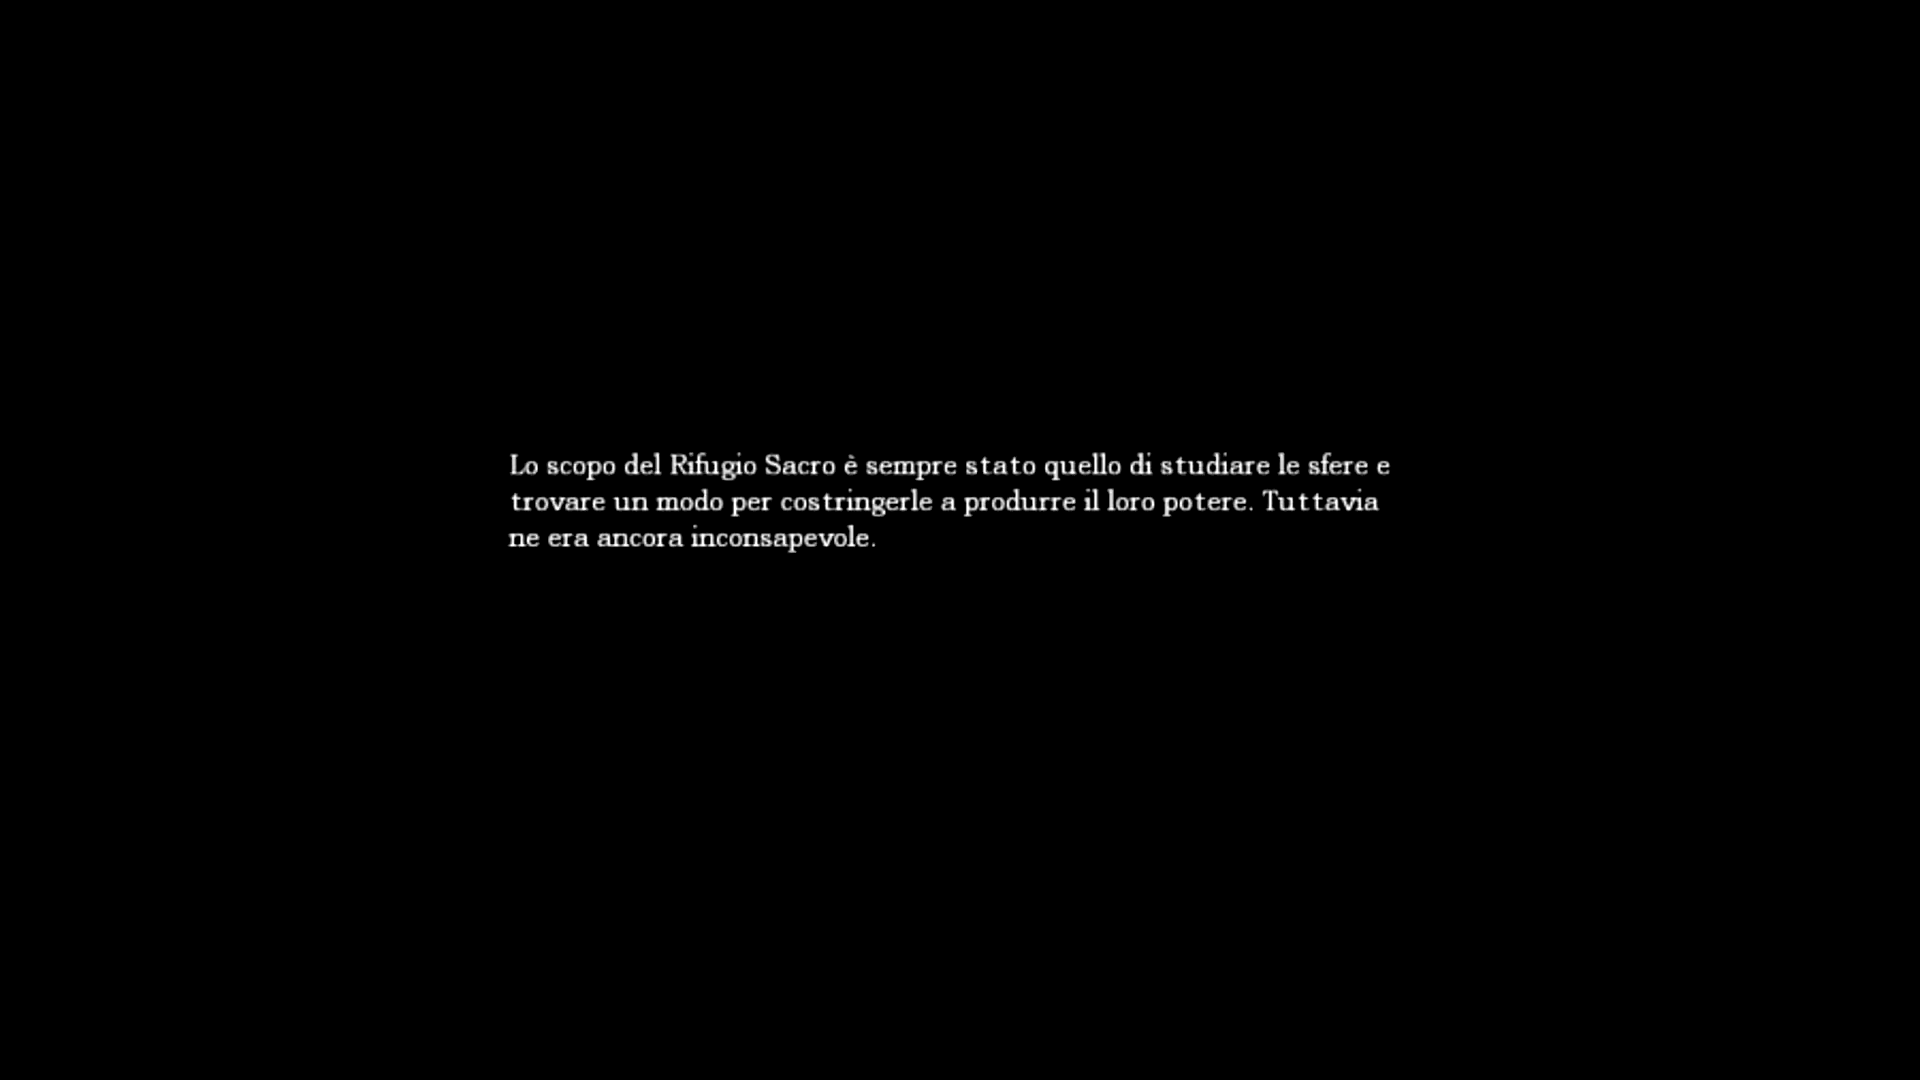 Lo scopo del Rifugio Sacro è sempre stato quello di studiare le sfere e
trovare un modo per costringerle a produrre il loro potere. Tuttavia
ne era ancora inconsapevole.